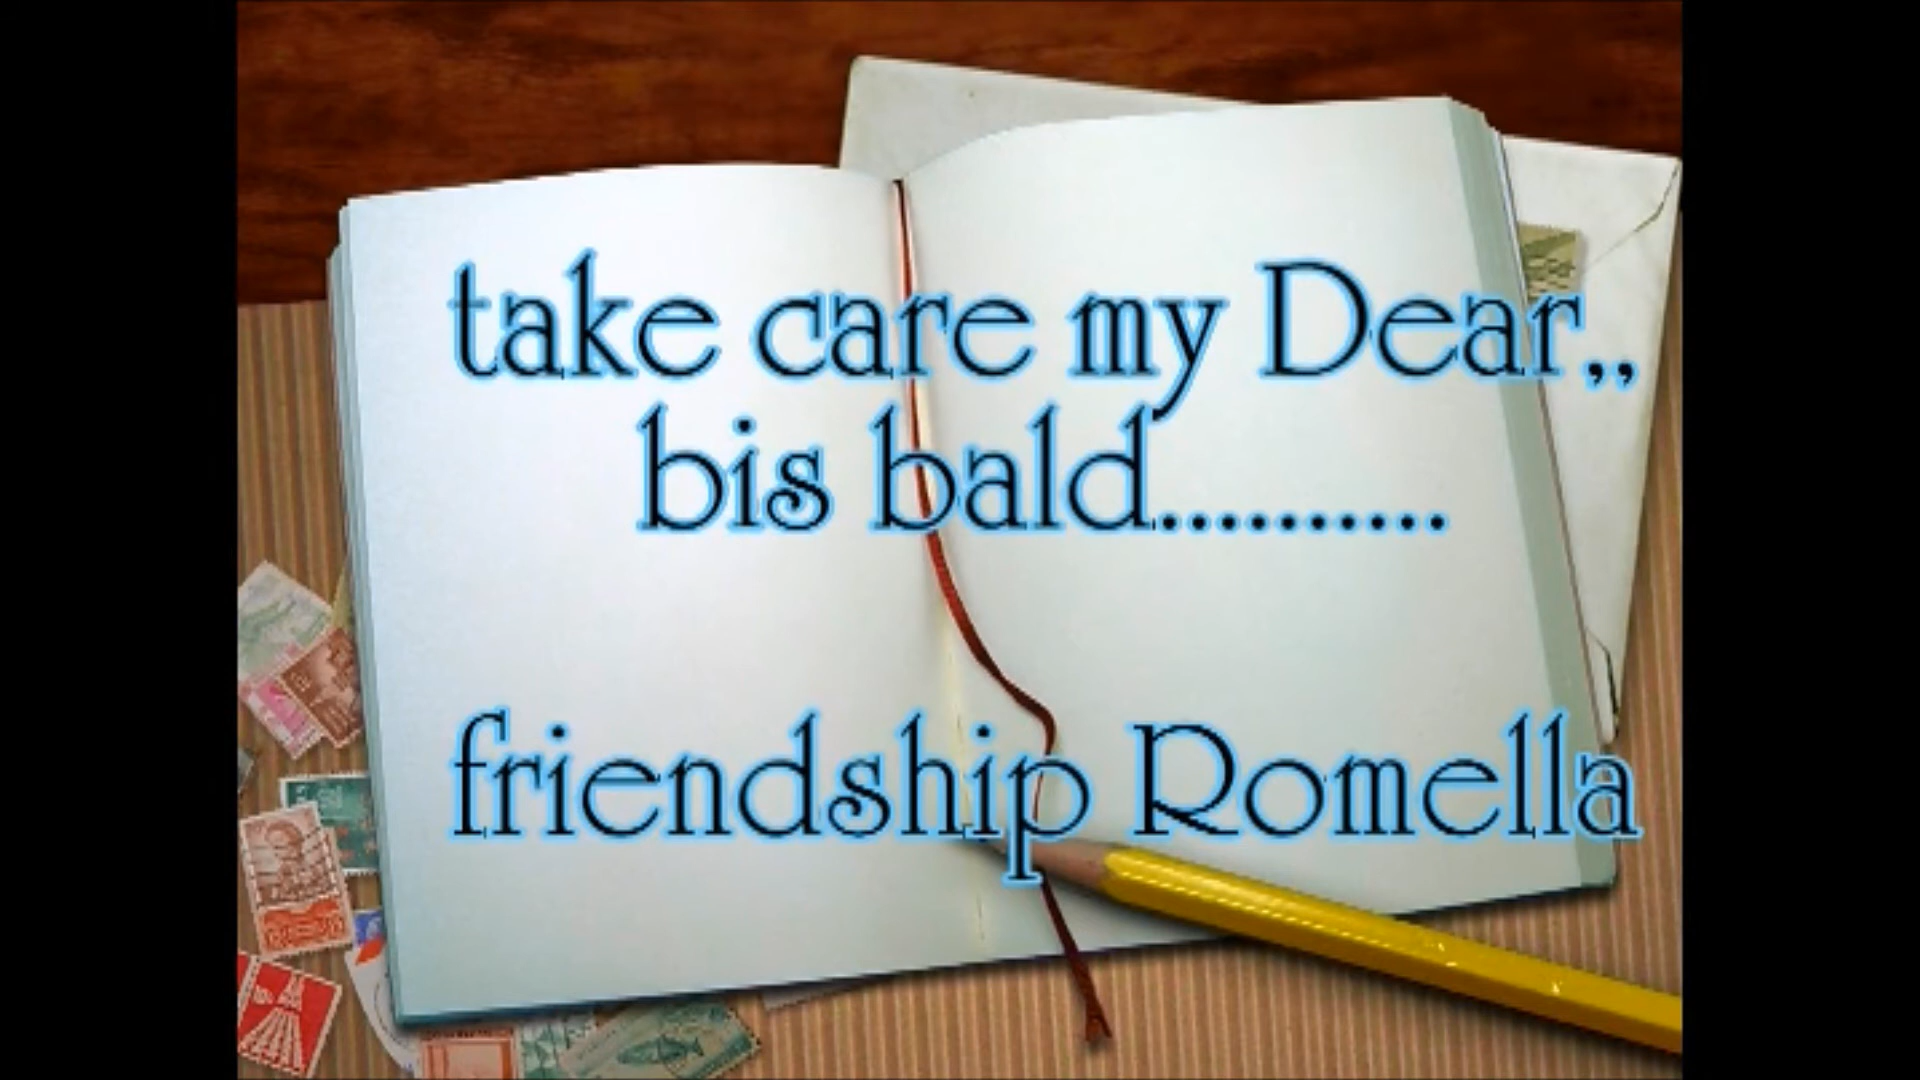 take care my Dear,,
bis bald..........
friendship Romella